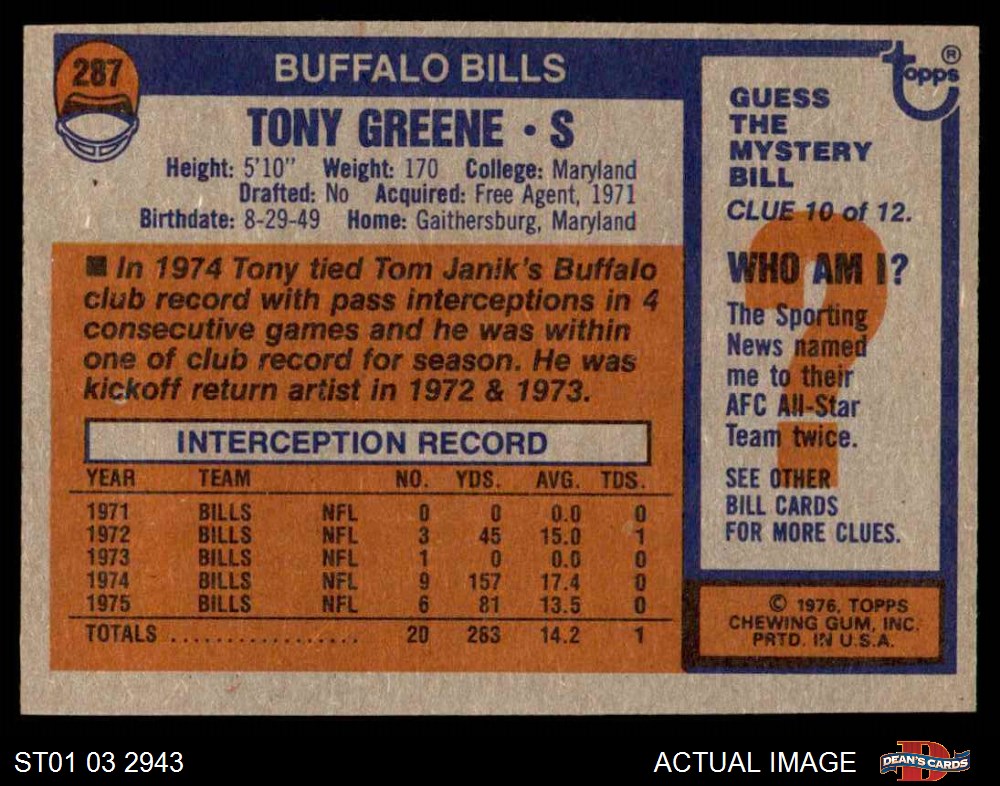 287
BUFFALO BILLS
TONY GREENE • S
Height: 5'10" Weight: 170 College: Maryland
Drafted: No Acquired: Free Agent, 1971
Birthdate: 8-29-49 Home: Gaithersburg, Maryland
■ In 1974 Tony tied Tom Janik's Buffalo
club record with pass interceptions in 4
consecutive games and he was within
one of club record for season. He was
kickoff return artist in 1972 & 1973.
INTERCEPTION RECORD
YEAR TEAM NO. YDS. AVG. TDS.
1971 BILLS NFL 0 0 0.0 0
1972 BILLS NFL 3 45 15.0 1
1973 BILLS NFL 1 0 0.0 0
1974 BILLS NFL 9 157 17.4 0
1975 BILLS NFL 6 81 13.5 0
TOTALS ................. 20 263 14.2 1
topps ®
GUESS
THE
MYSTERY
BILL
CLUE 10 of 12.
WHO AM I?
The Sporting
News named
me to their
AFC All-Star
Team twice.
SEE OTHER
BILL CARDS
FOR MORE CLUES.
© 1976, TOPPS
CHEWING GUM, INC.
PRTD. IN U.S.A.
ST01 03 2943
ACTUAL IMAGE
D
DEAN'S CARDS